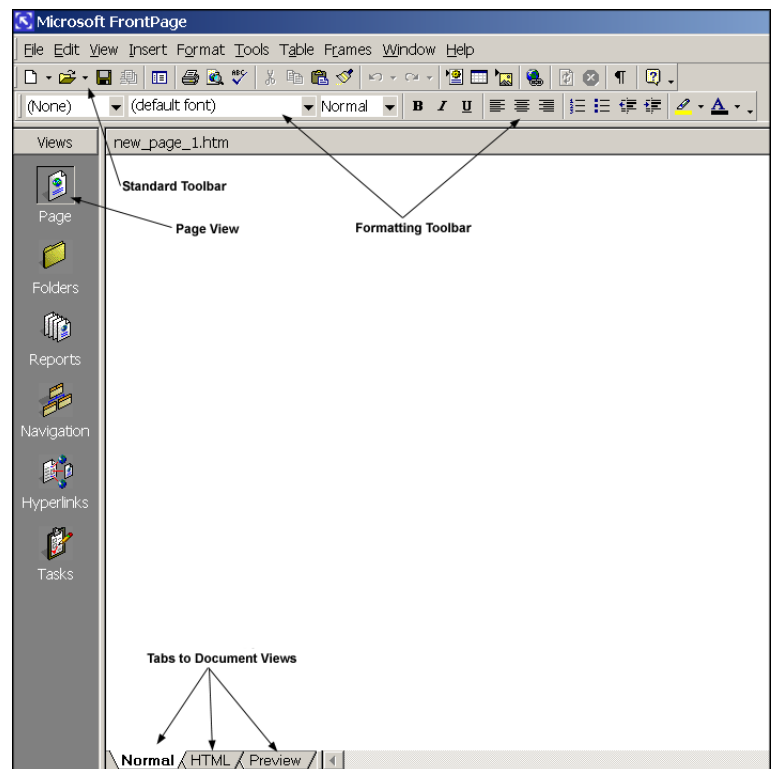 Microsoft FrontPage
File Edit View Insert Format Tools Table Frames Window Help
(None) (default font) Normal B I U A
Views new_page_1.htm
Standard Toolbar
Page
Page View Formatting Toolbar
Folders
Reports
Navigation
Hyperlinks
Tasks
Tabs to Document Views
Normal HTML Preview